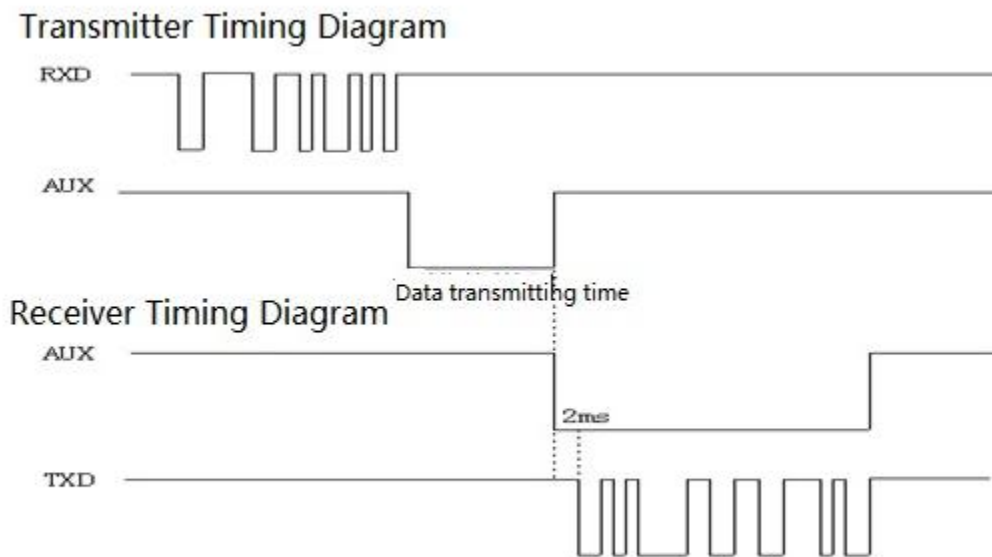 Transmitter Timing Diagram
RXD
AUX
Data transmitting time
Receiver Timing Diagram
AUX
2ms
TXD